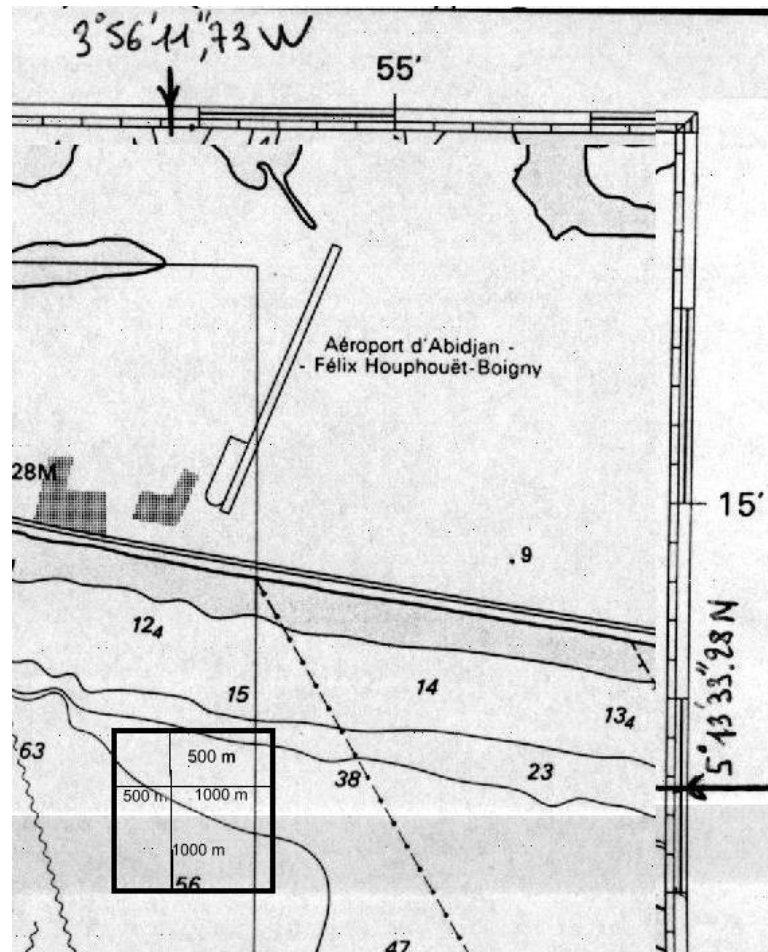 3°56'11",73 W
55'
Aéroport d'Abidjan -
- Félix Houphouët-Boigny
28M
15'
9
12₄
5°13'33".28 N
15
14
13₄
63
500 m
38
23
500 m
1000 m
1000 m
56
47